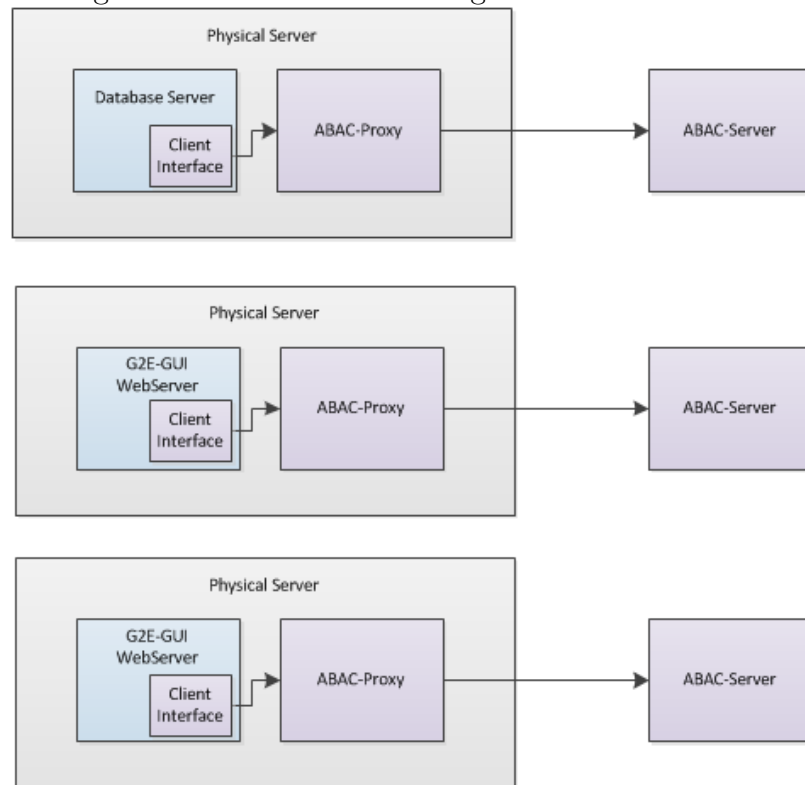 Physical Server
Database Server
Client
Interface
ABAC-Proxy
ABAC-Server
Physical Server
G2E-GUI
WebServer
Client
Interface
ABAC-Proxy
ABAC-Server
Physical Server
G2E-GUI
WebServer
Client
Interface
ABAC-Proxy
ABAC-Server